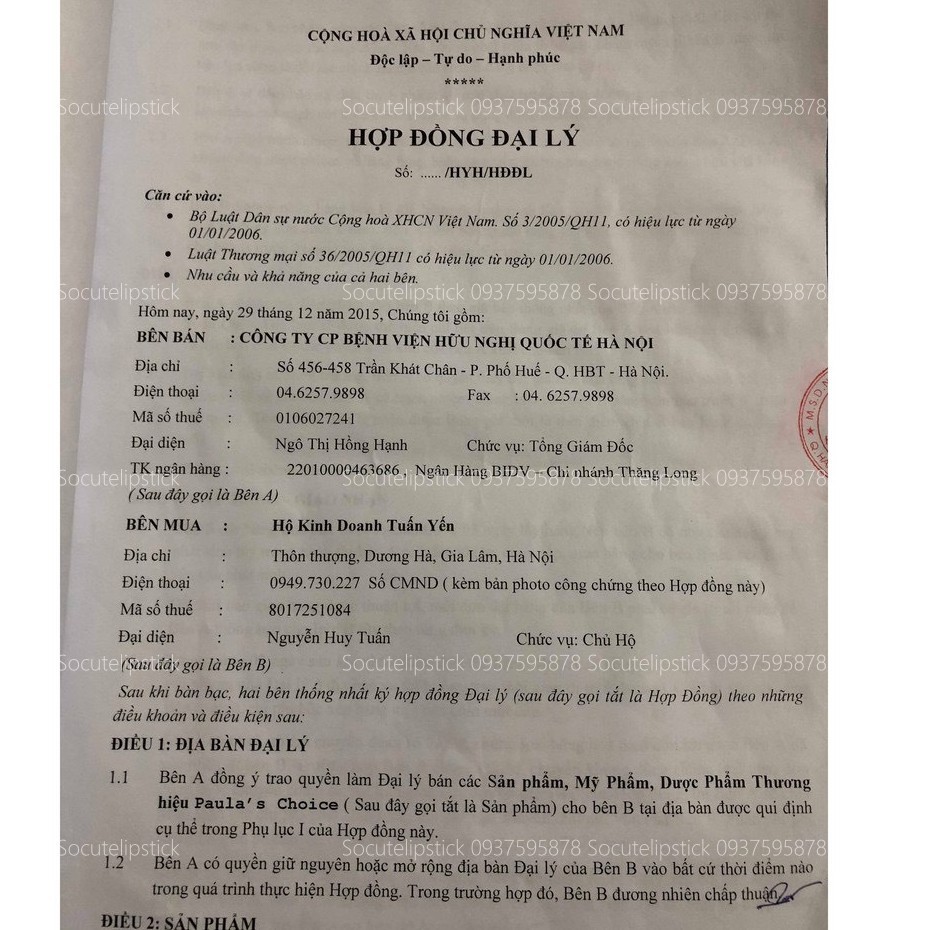 CỘNG HOÀ XÃ HỘI CHỦ NGHĨA VIỆT NAM
Độc lập – Tự do – Hạnh phúc
*****
Socutelipstick 0937595878 Socutelipstick 0937595878
HỢP ĐỒNG ĐẠI LÝ
Số: ...... /HYH/HĐĐL
Căn cứ vào:
• Bộ Luật Dân sự nước Cộng hoà XHCN Việt Nam. Số 3/2005/QH11, có hiệu lực từ ngày
01/01/2006.
• Luật Thương mại số 36/2005/QH11 có hiệu lực từ ngày 01/01/2006.
• Nhu cầu và khả năng của cả hai bên.
Socutelipstick Socutelipstick 0937595878 Socutelipstick 0937595878
Hôm nay, ngày 29 tháng 12 năm 2015, Chúng tôi gồm:
BÊN BÁN : CÔNG TY CP BỆNH VIỆN HỮU NGHỊ QUỐC TẾ HÀ NỘI
Địa chỉ : Số 456-458 Trần Khát Chân - P. Phố Huế - Q. HBT - Hà Nội.
Điện thoại : 04.6257.9898 Fax : 04. 6257.9898
Mã số thuế : 0106027241
M.S.D.N
Đại diện : Ngô Thị Hồng Hạnh Chức vụ: Tổng Giám Đốc
TK ngân hàng : 22010000463686 , Ngân Hàng BIDV – Chi nhánh Thăng Long
Socutelipstick Socutelipstick 0937595878 Socutelipstick 0937595878
( Sau đây gọi là Bên A)
BÊN MUA : Hộ Kinh Doanh Tuấn Yến
Địa chỉ : Thôn thượng, Dương Hà, Gia Lâm, Hà Nội
Điện thoại : 0949.730.227 Số CMND ( kèm bản photo công chứng theo Hợp đồng này)
Mã số thuế : 8017251084
Đại diện : Nguyễn Huy Tuấn Chức vụ: Chủ Hộ
(Sau đây gọi là Bên B)
Socutelipstick Socutelipstick 0937595878 Socutelipstick 0937595878
Sau khi bàn bạc, hai bên thống nhất ký hợp đồng Đại lý (sau đây gọi tắt là Hợp Đồng) theo những
điều khoản và điều kiện sau:
ĐIỀU 1: ĐỊA BÀN ĐẠI LÝ
1.1 Bên A đồng ý trao quyền làm Đại lý bán các Sản phẩm, Mỹ Phẩm, Dược Phẩm Thương
hiệu Paula's Choice ( Sau đây gọi tắt là Sản phẩm) cho bên B tại địa bàn được qui định
cụ thể trong Phụ lục I của Hợp đồng này.
Socutelipstick Socutelipstick 0937595878 Socutelipstick 0937595878
1.2 Bên A có quyền giữ nguyên hoặc mở rộng địa bàn Đại lý của Bên B vào bất cứ thời điểm nào
trong quá trình thực hiện Hợp đồng. Trong trường hợp đó, Bên B đương nhiên chấp thuận.
ĐIỀU 2: SẢN PHẨM